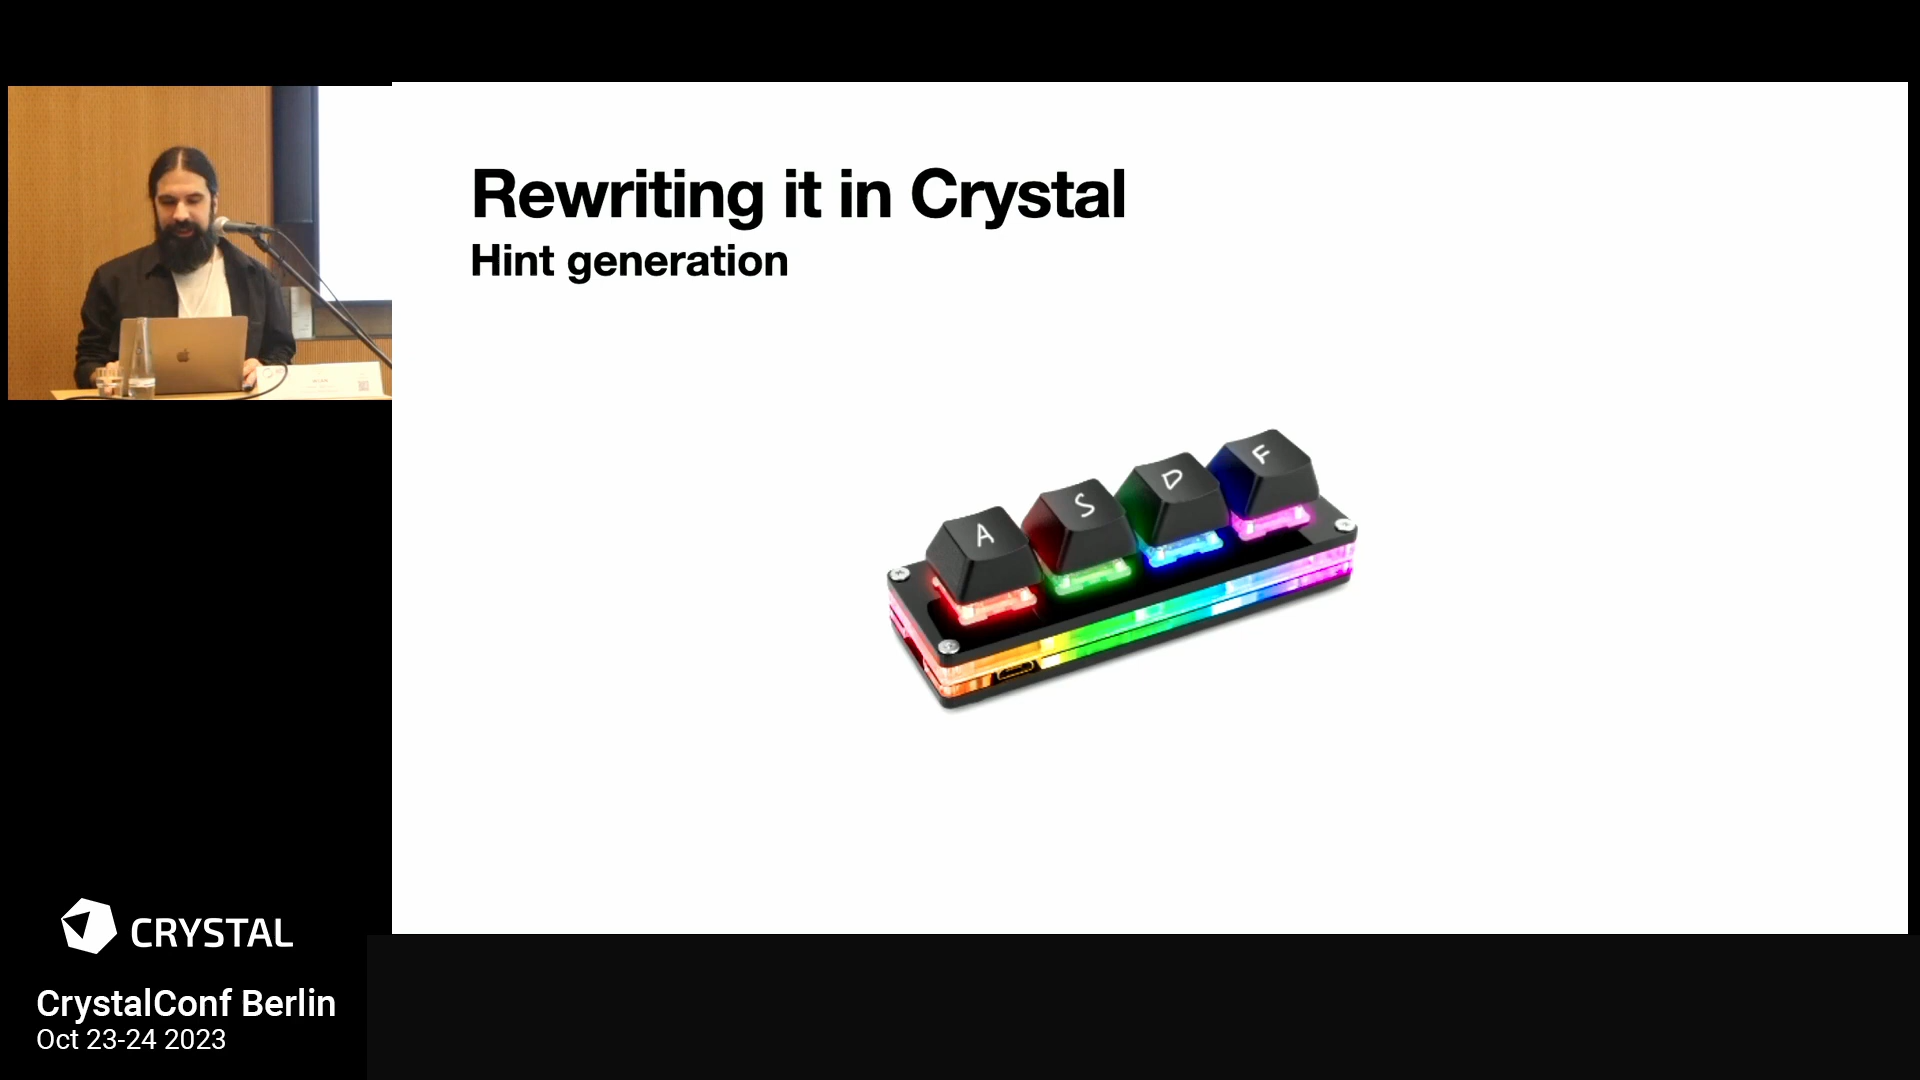 Rewriting it in Crystal
Hint generation
A S D F
CRYSTAL
CrystalConf Berlin
Oct 23-24 2023